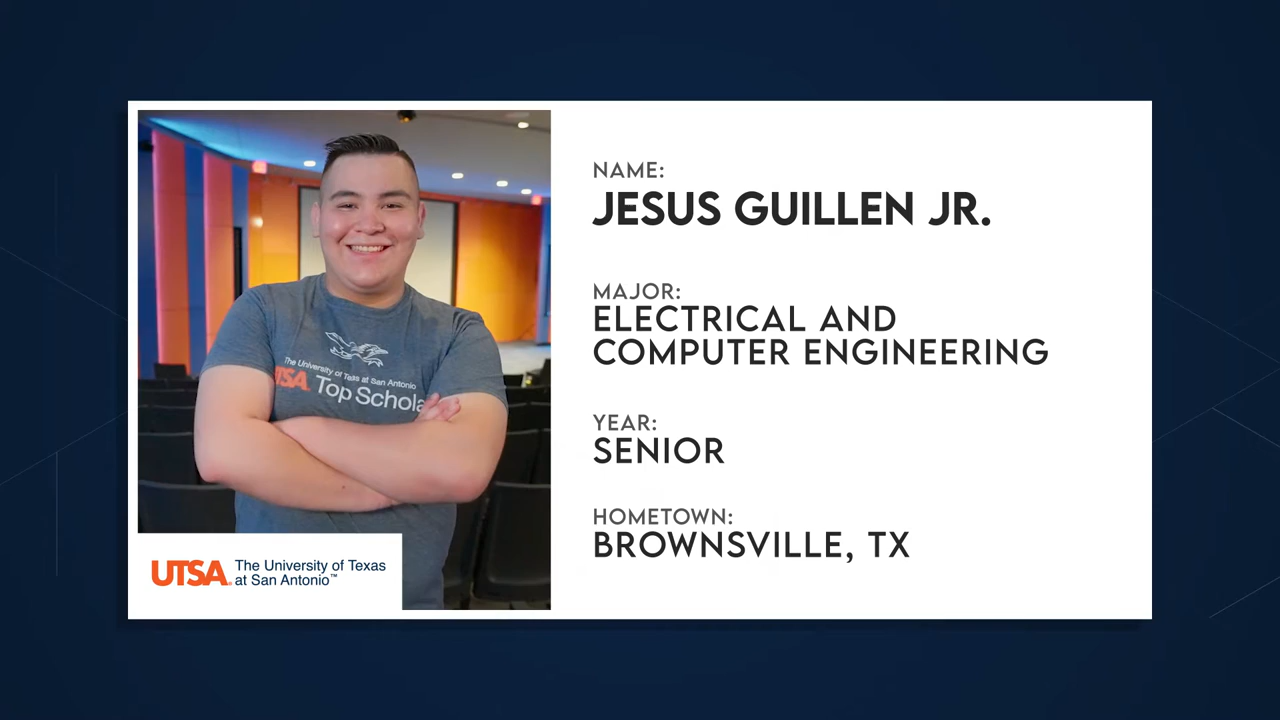 NAME:
JESUS GUILLEN JR.
MAJOR:
ELECTRICAL AND
COMPUTER ENGINEERING
YEAR:
SENIOR
HOMETOWN:
BROWNSVILLE, TX
The University of Texas at San Antonio
UTSA Top Schola
UTSA The University of Texas
at San Antonio™